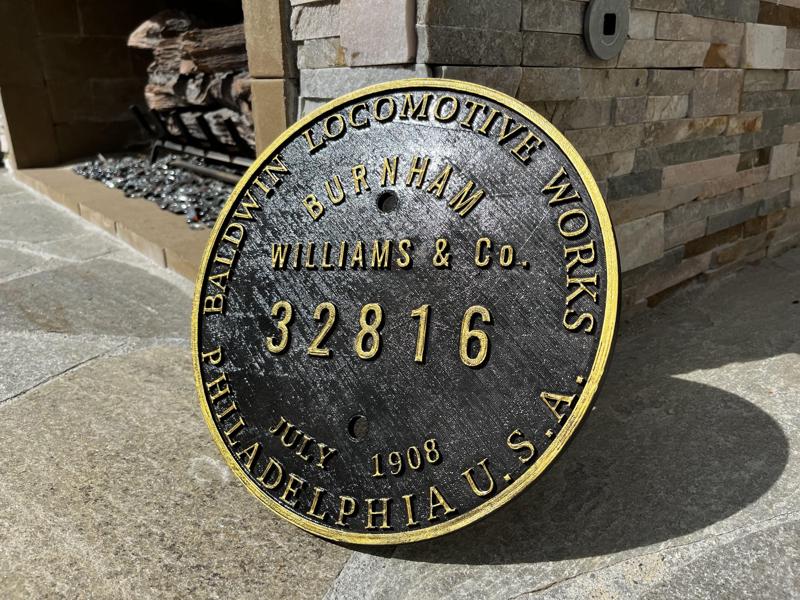 BALDWIN LOCOMOTIVE WORKS
BURNHAM
WILLIAMS & Co.
32816
JULY 1908
PHILADELPHIA U.S.A.